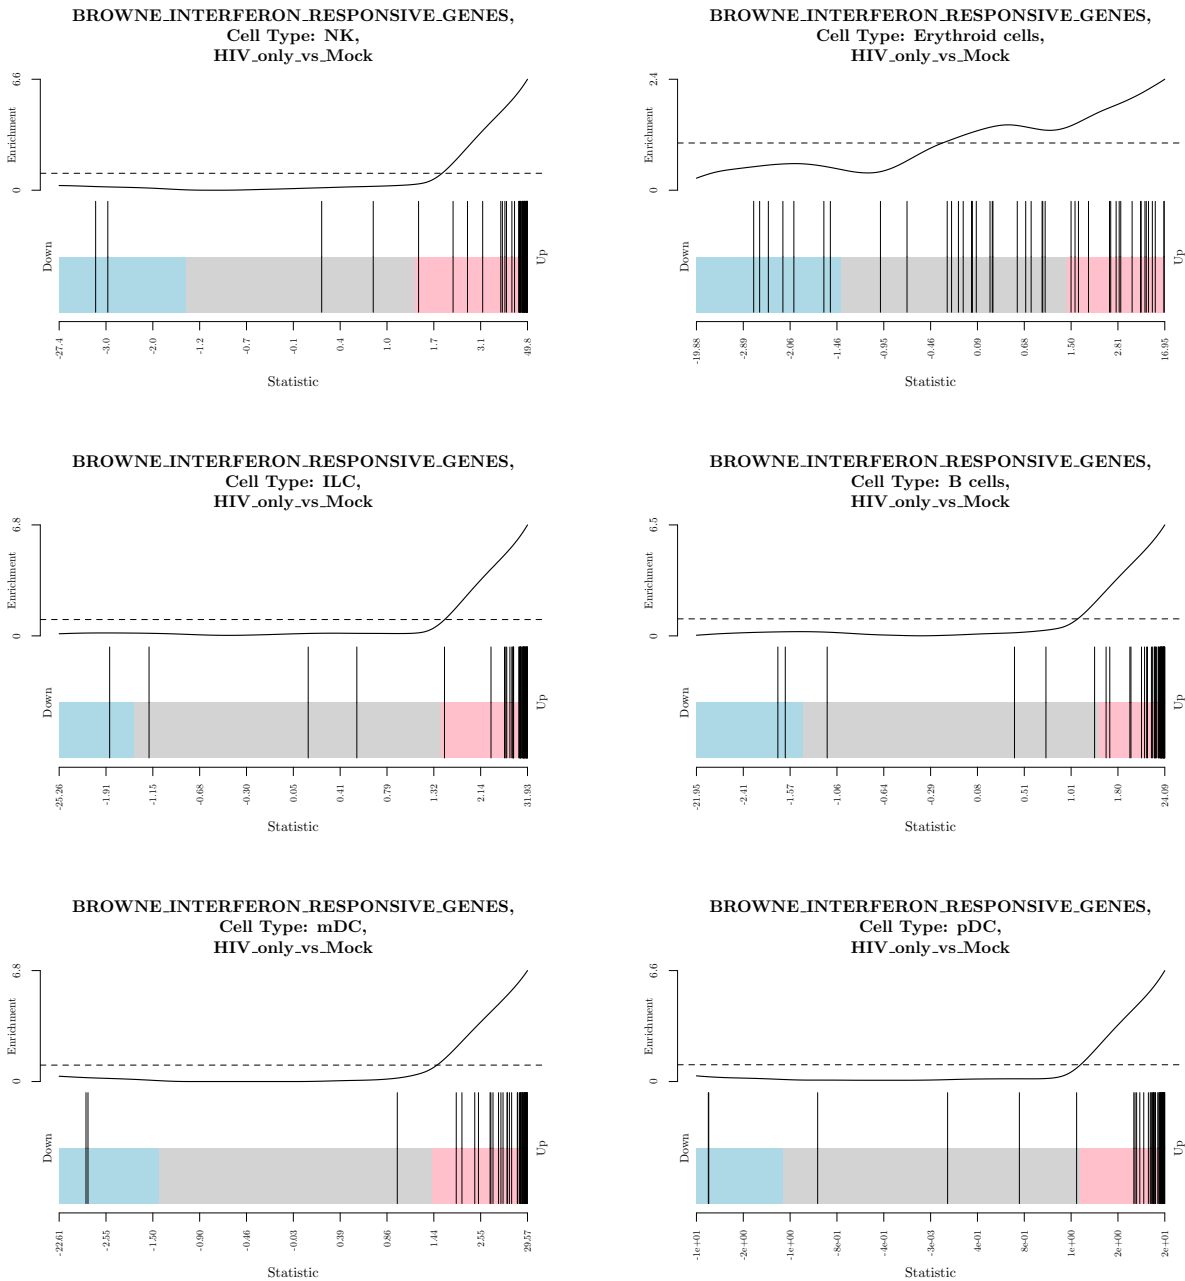 BROWNE_INTERFERON_RESPONSIVE_GENES,
Cell Type: NK,
HIV_only_vs_Mock
6.6
Enrichment
0
Down
Up
-27.4 -3.0 -2.0 -1.2 -0.7 -0.1 0.4 1.0 1.7 3.1 49.8
Statistic
BROWNE_INTERFERON_RESPONSIVE_GENES,
Cell Type: Erythroid cells,
HIV_only_vs_Mock
2.4
Enrichment
0
Down
Up
-19.88 -2.89 -2.06 -1.46 -0.95 -0.46 0.09 0.68 1.50 2.81 16.95
Statistic
BROWNE_INTERFERON_RESPONSIVE_GENES,
Cell Type: ILC,
HIV_only_vs_Mock
6.8
Enrichment
0
Down
Up
-25.26 -1.91 -1.15 -0.68 -0.30 0.05 0.41 0.79 1.32 2.14 31.93
Statistic
BROWNE_INTERFERON_RESPONSIVE_GENES,
Cell Type: B cells,
HIV_only_vs_Mock
6.5
Enrichment
0
Down
Up
-21.95 -2.41 -1.57 -1.06 -0.64 -0.29 0.08 0.51 1.01 1.80 24.09
Statistic
BROWNE_INTERFERON_RESPONSIVE_GENES,
Cell Type: mDC,
HIV_only_vs_Mock
6.8
Enrichment
0
Down
Up
-22.61 -2.55 -1.50 -0.90 -0.46 -0.03 0.39 0.86 1.44 2.55 29.57
Statistic
BROWNE_INTERFERON_RESPONSIVE_GENES,
Cell Type: pDC,
HIV_only_vs_Mock
6.6
Enrichment
0
Down
Up
-1e+01 -2e+00 -1e+00 -8e-01 -4e-01 -3e-03 4e-01 8e-01 1e+00 2e+00 2e+01
Statistic